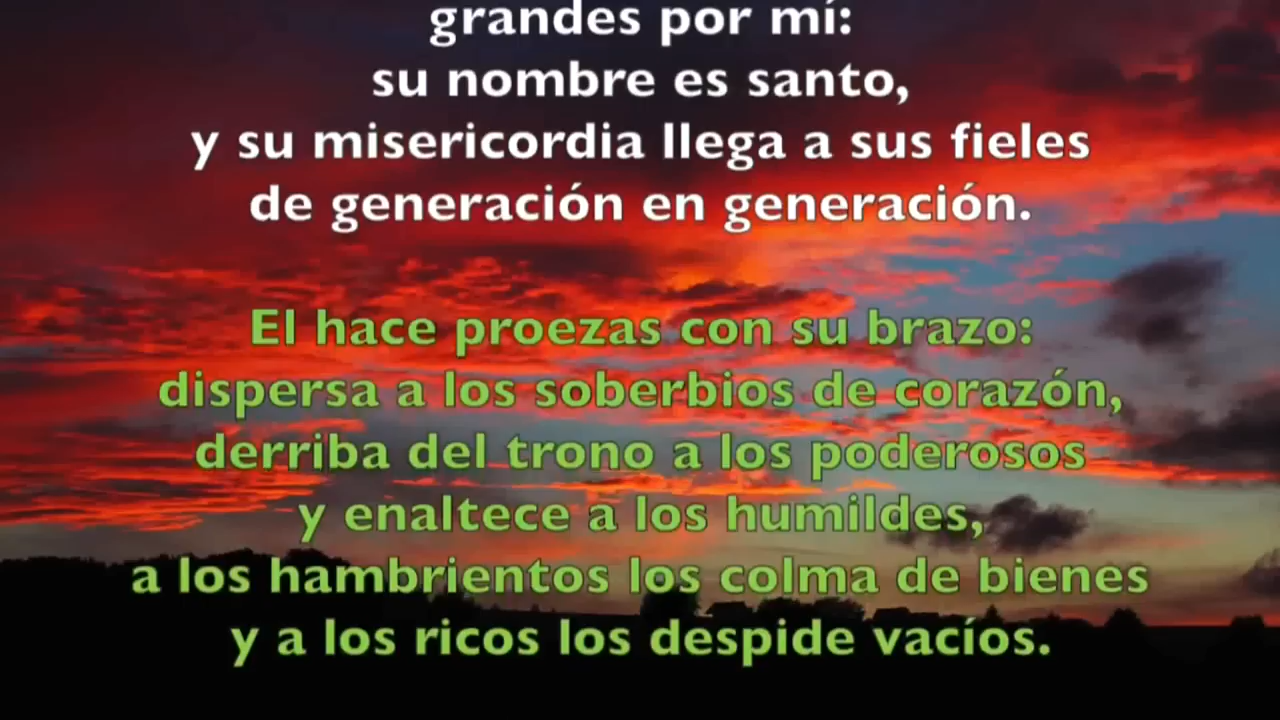 grandes por mí:
su nombre es santo,
y su misericordia llega a sus fieles
de generación en generación.
El hace proezas con su brazo:
dispersa a los soberbios de corazón,
derriba del trono a los poderosos
y enaltece a los humildes,
a los hambrientos los colma de bienes
y a los ricos los despide vacíos.